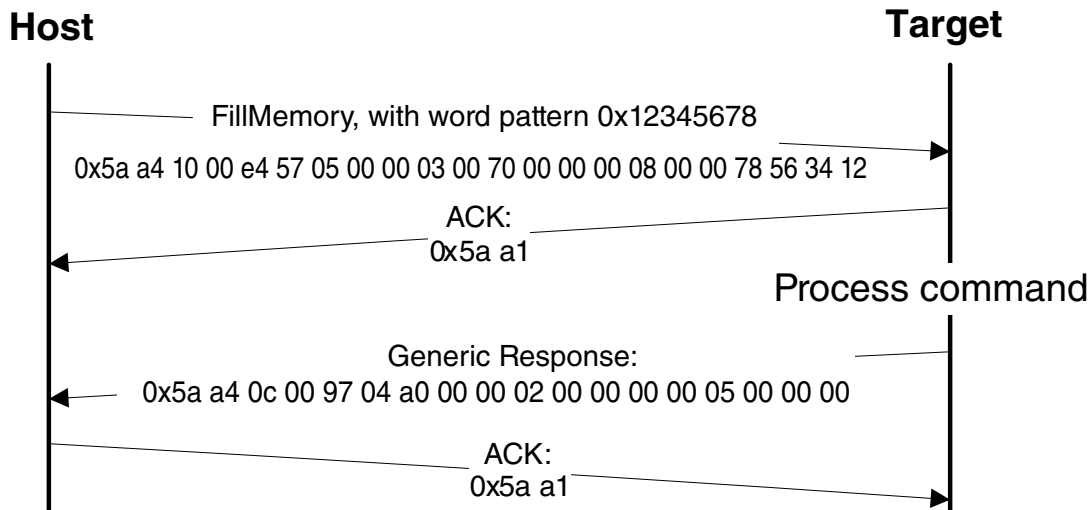 Host
Target
FillMemory, with word pattern 0x12345678
0x5a a4 10 00 e4 57 05 00 00 03 00 70 00 00 00 08 00 00 78 56 34 12
ACK:
0x5a a1
Process command
Generic Response:
0x5a a4 0c 00 97 04 a0 00 00 02 00 00 00 00 05 00 00 00
ACK:
0x5a a1